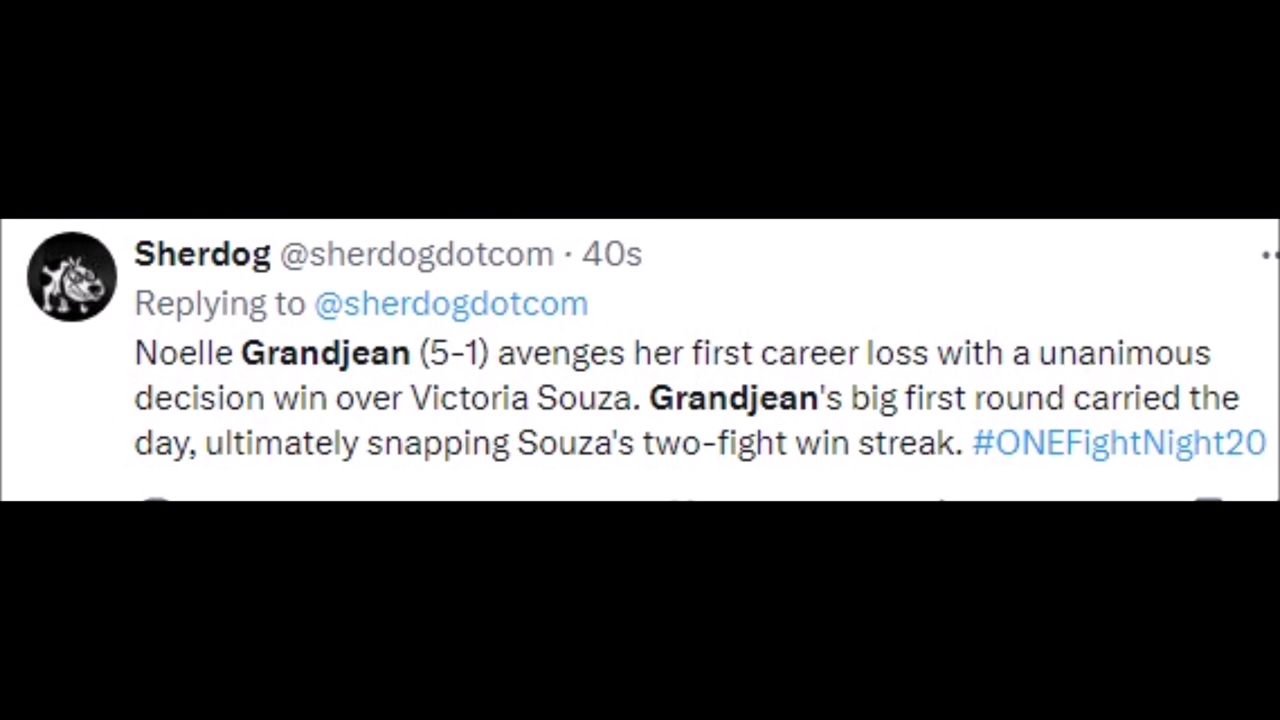 Sherdog @sherdogdotcom · 40s
Replying to @sherdogdotcom
Noelle Grandjean (5-1) avenges her first career loss with a unanimous
decision win over Victoria Souza. Grandjean's big first round carried the
day, ultimately snapping Souza's two-fight win streak. #ONEFightNight20